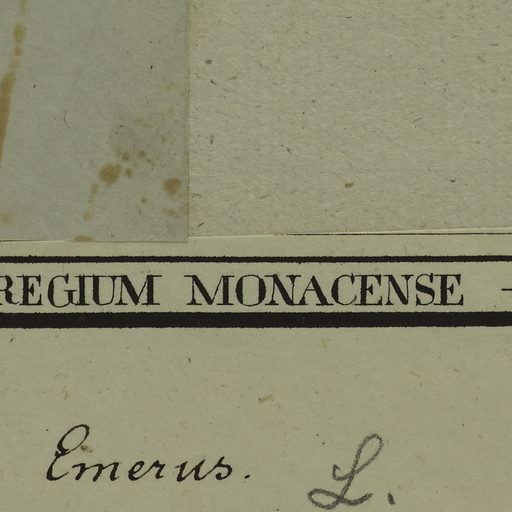 REGIUM MONACENSE -
Emerus. L.